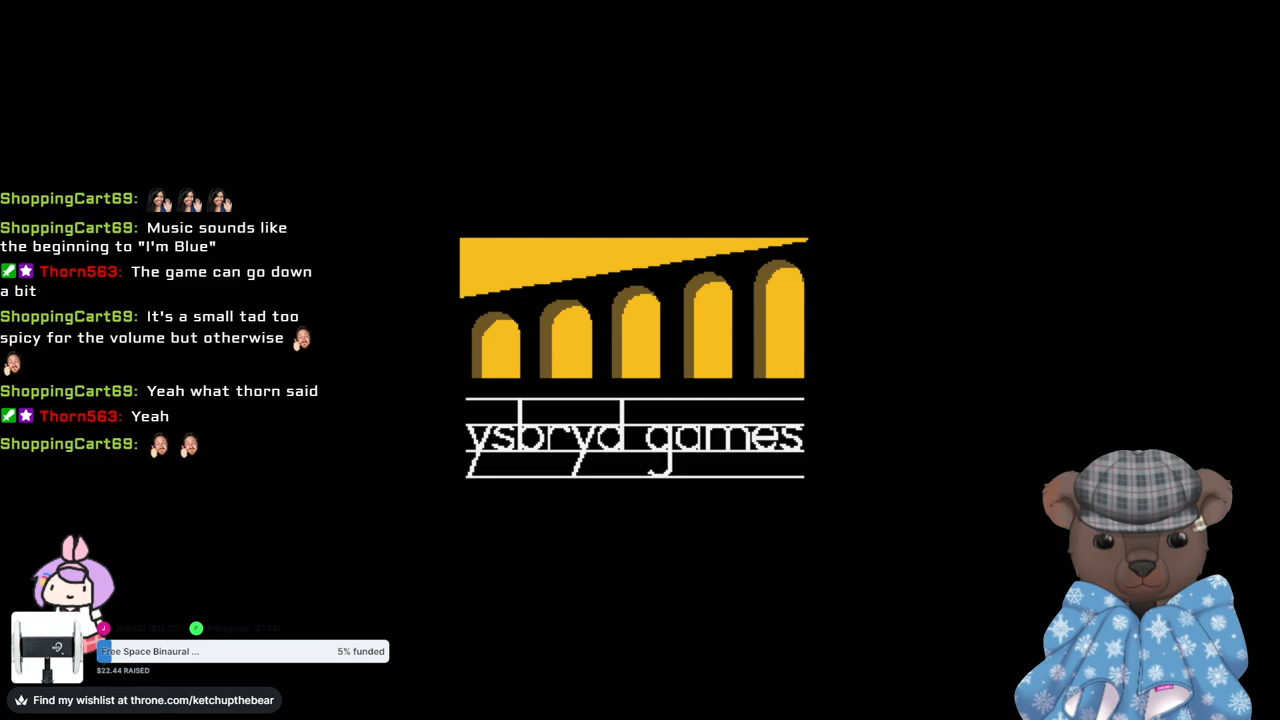 ShoppingCart69:
ShoppingCart69: Music sounds like
the beginning to "I'm Blue"
Thorn563: The game can go down
a bit
ShoppingCart69: It's a small tad too
spicy for the volume but otherwise
ShoppingCart69: Yeah what thorn said
Thorn563: Yeah
ShoppingCart69:
ysbryd games
Free Space Binaural ... 5% funded
$22.44 RAISED
Find my wishlist at throne.com/ketchupthebear